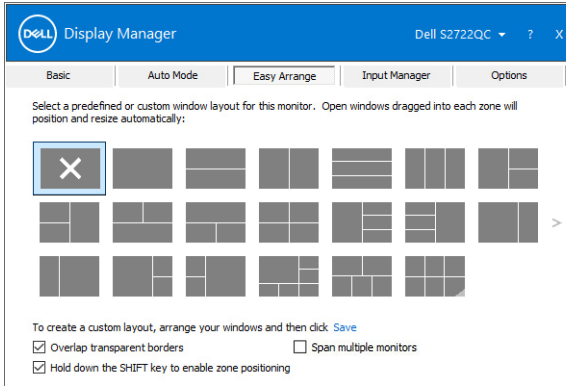 DELL Display Manager Dell S2722QC ? X
Basic Auto Mode Easy Arrange Input Manager Options
Select a predefined or custom window layout for this monitor. Open windows dragged into each zone will
position and resize automatically:
>
To create a custom layout, arrange your windows and then click Save
Overlap transparent borders Span multiple monitors
Hold down the SHIFT key to enable zone positioning